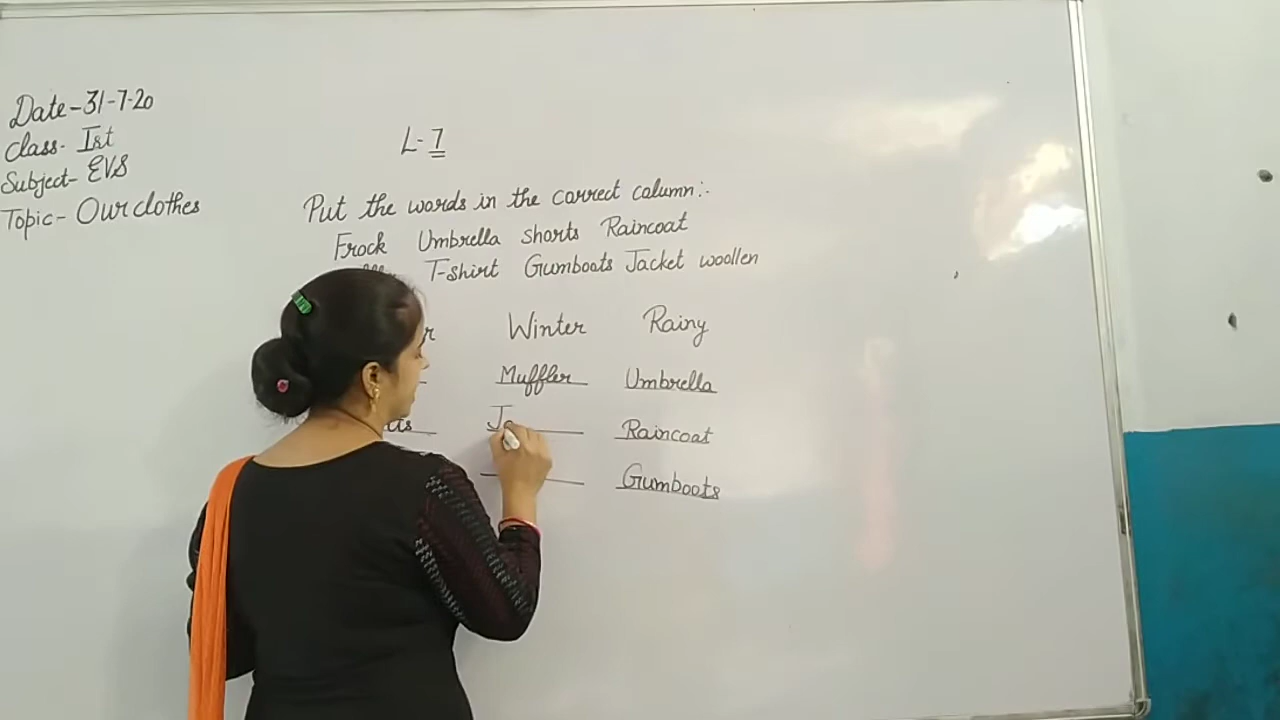 Date-31-7-20
Class- Ist
Subject- EVS
Topic- Our clothes
L-7
Put the words in the correct column:-
Frock Umbrella shorts Raincoat
T-shirt Gumboots Jacket woollen
Winter Rainy
Muffler Umbrella
Raincoat
Gumboots